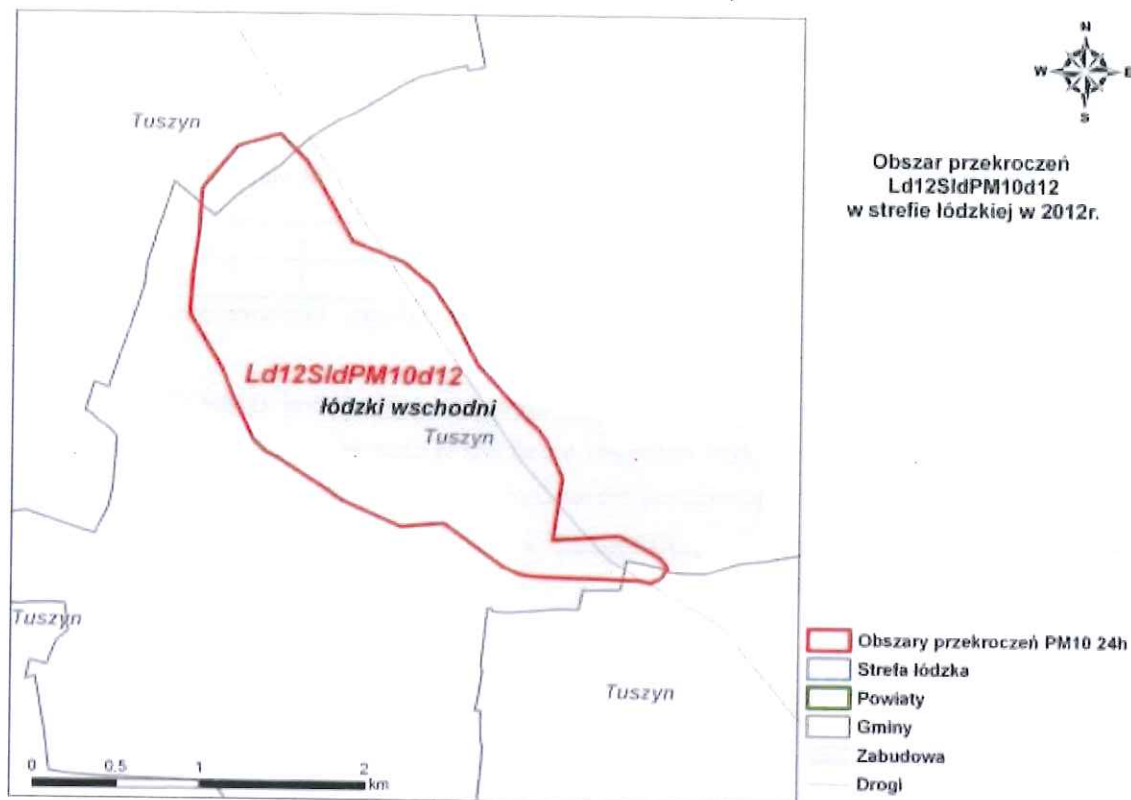 N
W E
S
Obszar przekroczeń
Ld12SldPM10d12
w strefie łódzkiej w 2012r.
Tuszyn
Ld12SldPM10d12
łódzki wschodni
Tuszyn
Tuszyn
Tuszyn
0 0.5 1 2
km
Obszary przekroczeń PM10 24h
Strefa łódzka
Powiaty
Gminy
Zabudowa
Drogi